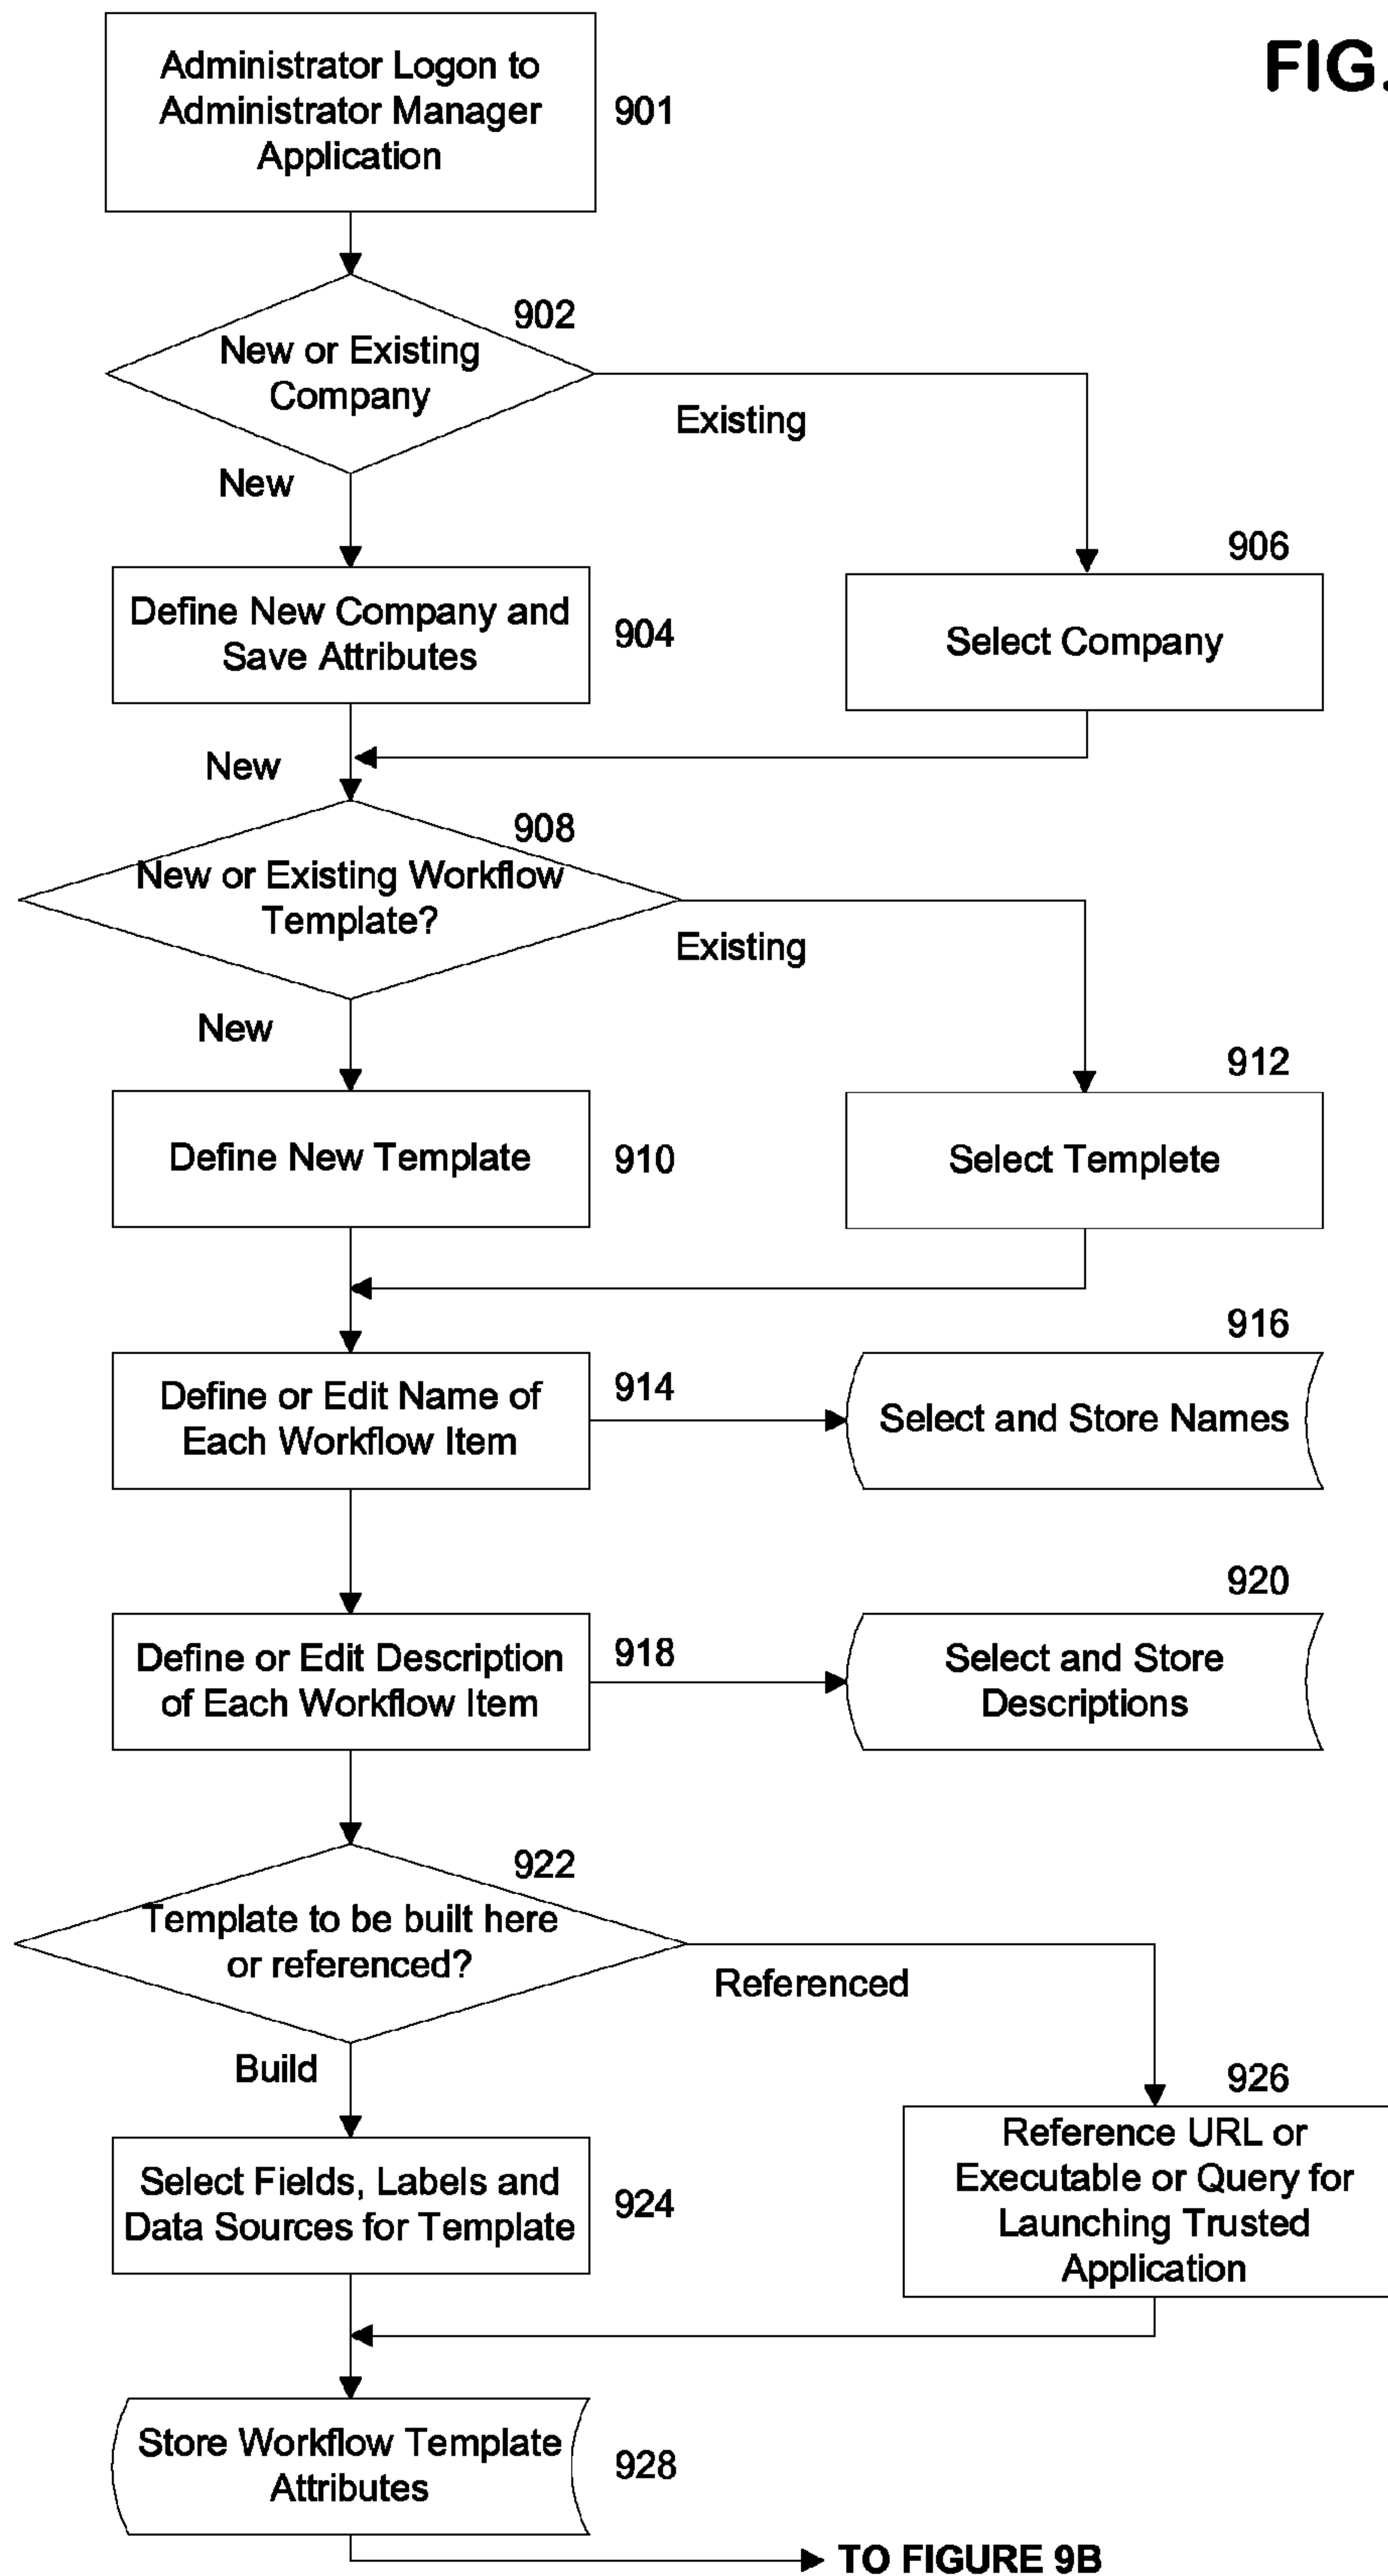 FIG.
Administrator Logon to
Administrator Manager
Application
901
902
New or Existing
Company
Existing
New
906
Define New Company and
Save Attributes
904
Select Company
New
908
New or Existing Workflow
Template?
Existing
New
912
Define New Template
910
Select Templete
916
Define or Edit Name of
Each Workflow Item
914
Select and Store Names
920
Define or Edit Description
of Each Workflow Item
918
Select and Store
Descriptions
922
Template to be built here
or referenced?
Referenced
Build
926
Reference URL or
Executable or Query for
Launching Trusted
Application
Select Fields, Labels and
Data Sources for Template
924
Store Workflow Template
Attributes
928
TO FIGURE 9B